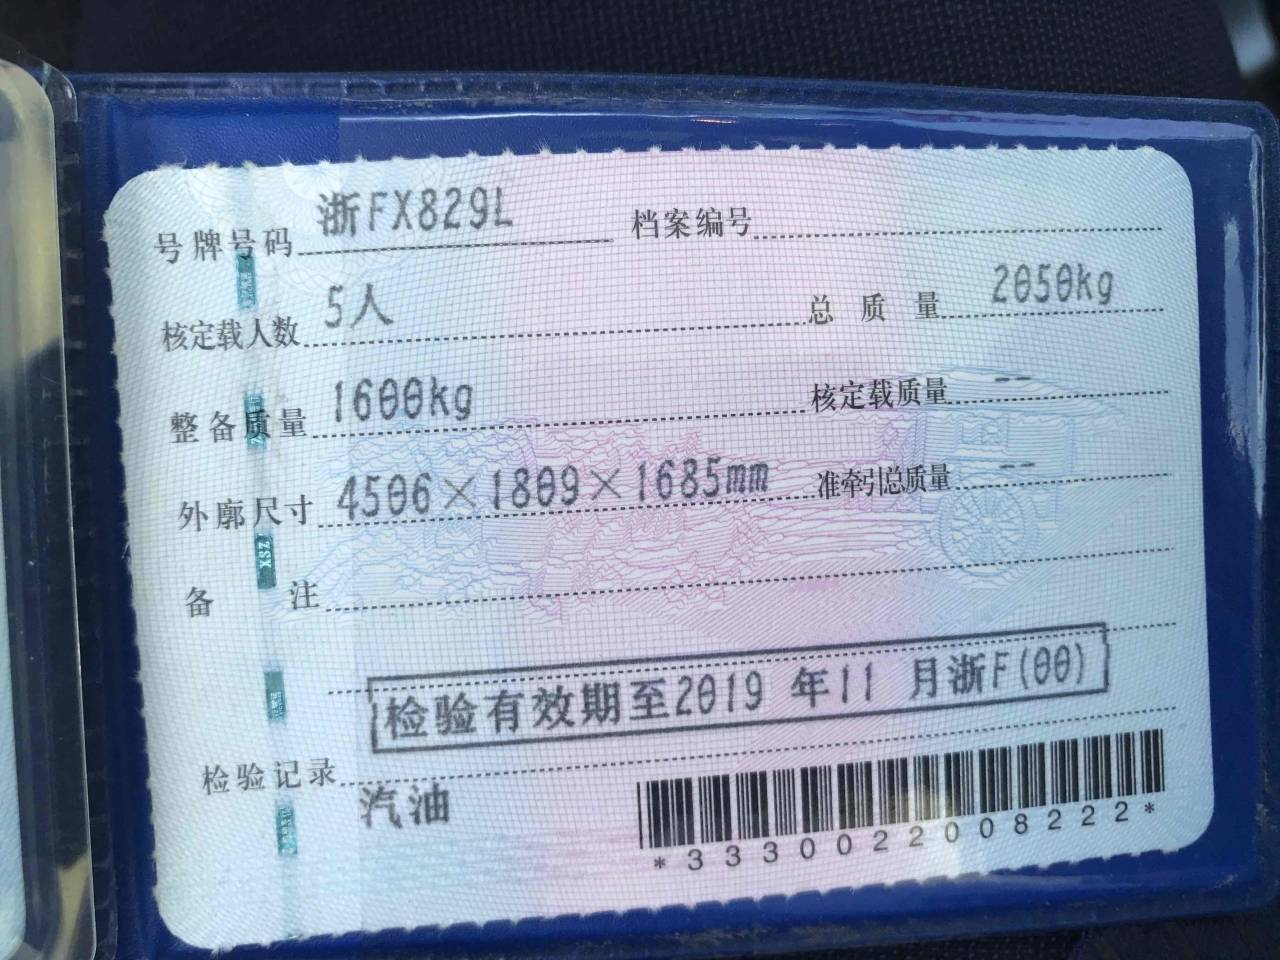 号牌号码 浙FX829L 档案编号
核定载人数 5人 总质量 2050kg
整备质量 1600kg 核定载质量 --
外廓尺寸 4506×1809×1685mm 准牵引总质量 --
备注
检验有效期至2019 年11 月浙F(00)
检验记录
汽油
*3330022008222*
XSZ